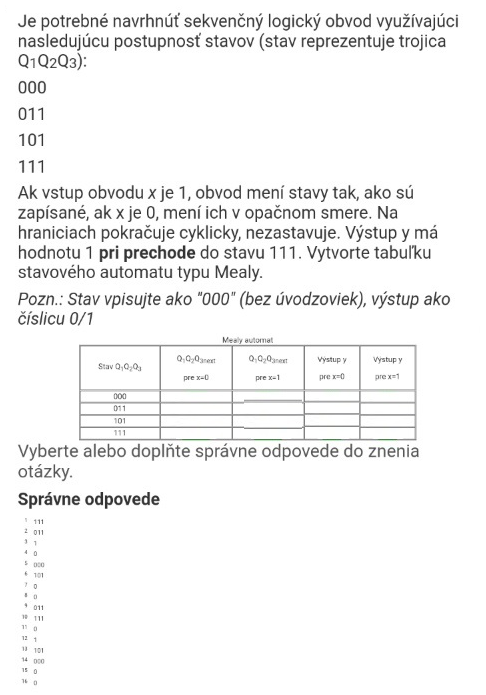 Je potrebné navrhnúť sekvenčný logický obvod využívajúci
nasledujúcu postupnosť stavov (stav reprezentuje trojica
Q1Q2Q3):
000
011
101
111
Ak vstup obvodu x je 1, obvod mení stavy tak, ako sú
zapísané, ak x je 0, mení ich v opačnom smere. Na
hraniciach pokračuje cyklicky, nezastavuje. Výstup y má
hodnotu 1 pri prechode do stavu 111. Vytvorte tabuľku
stavového automatu typu Mealy.
Pozn.: Stav vpisujte ako "000" (bez úvodzoviek), výstup ako
číslicu 0/1
Mealy automat
Stav Q1Q2Q3 Q1Q2Q3next pre x=0 Q1Q2Q3next pre x=1 Výstup y pre x=0 Výstup y pre x=1
000
011
101
111
Vyberte alebo doplňte správne odpovede do znenia
otázky.
Správne odpovede
1 111
2 011
3 1
4 0
5 000
6 101
7 0
8 0
9 011
10 111
11 0
12 1
13 101
14 000
15 0
16 0